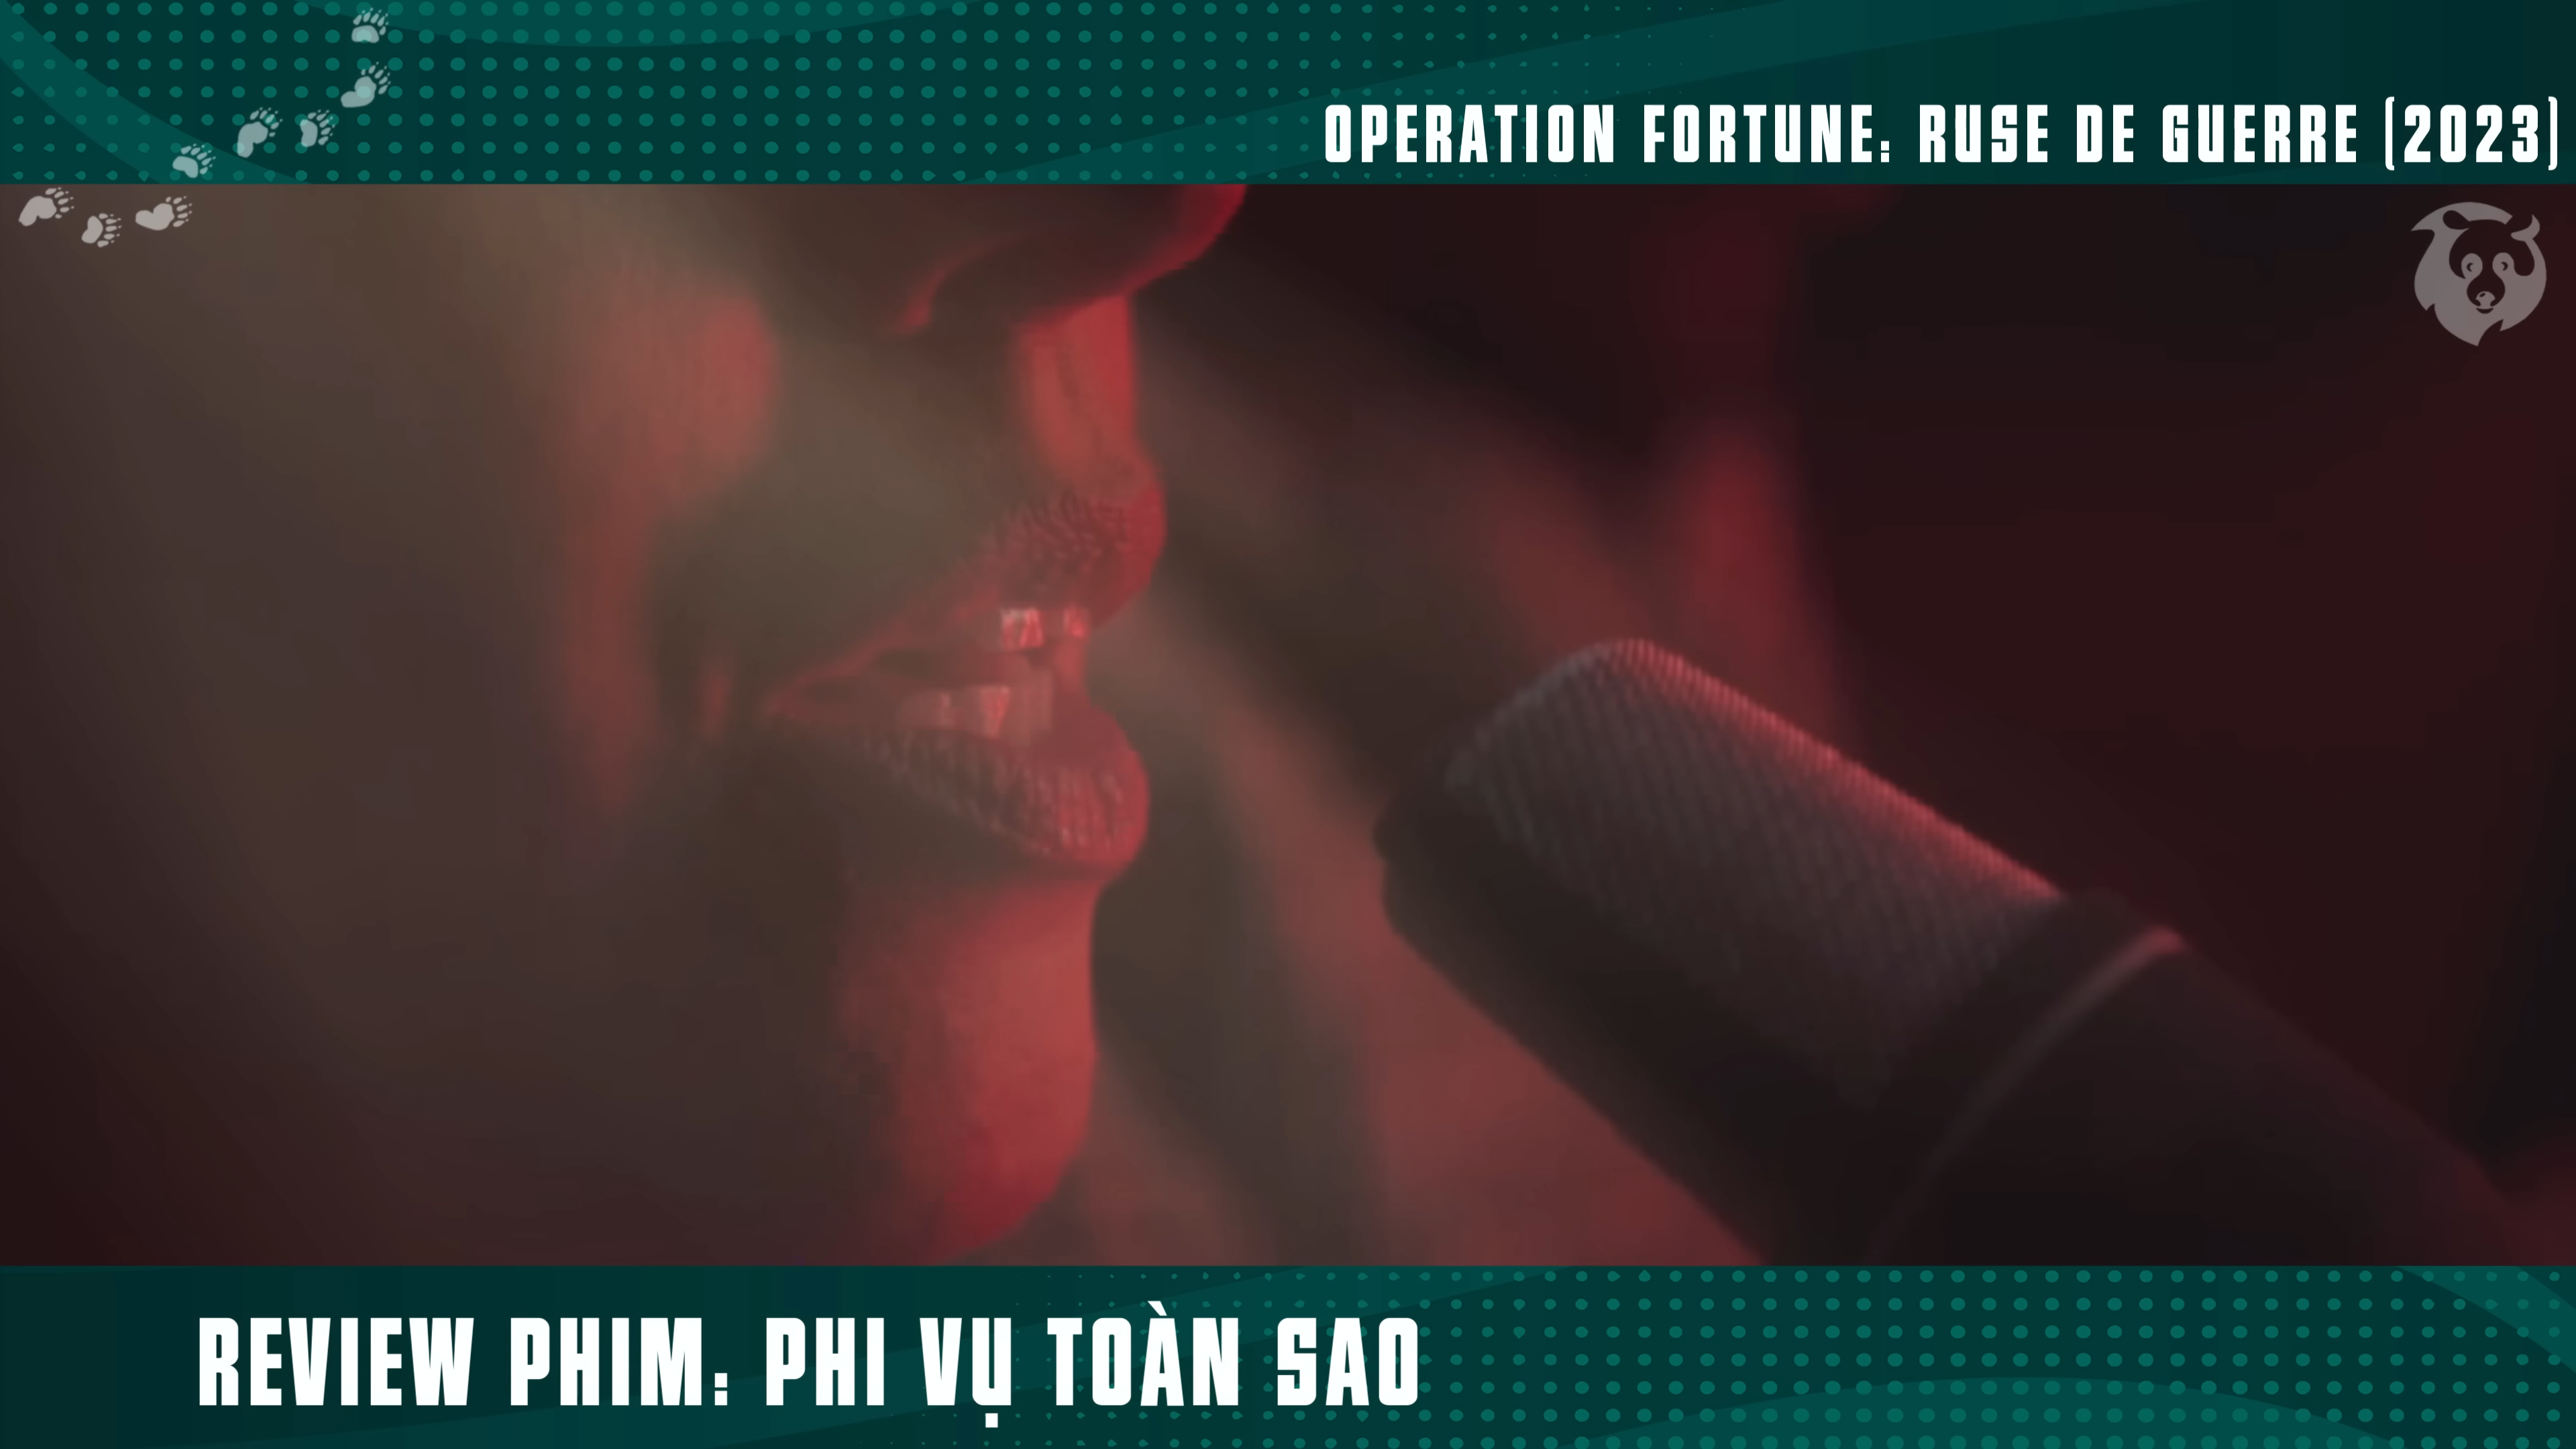 OPERATION FORTUNE: RUSE DE GUERRE (2023)
REVIEW PHIM: PHI VỤ TOÀN SAO